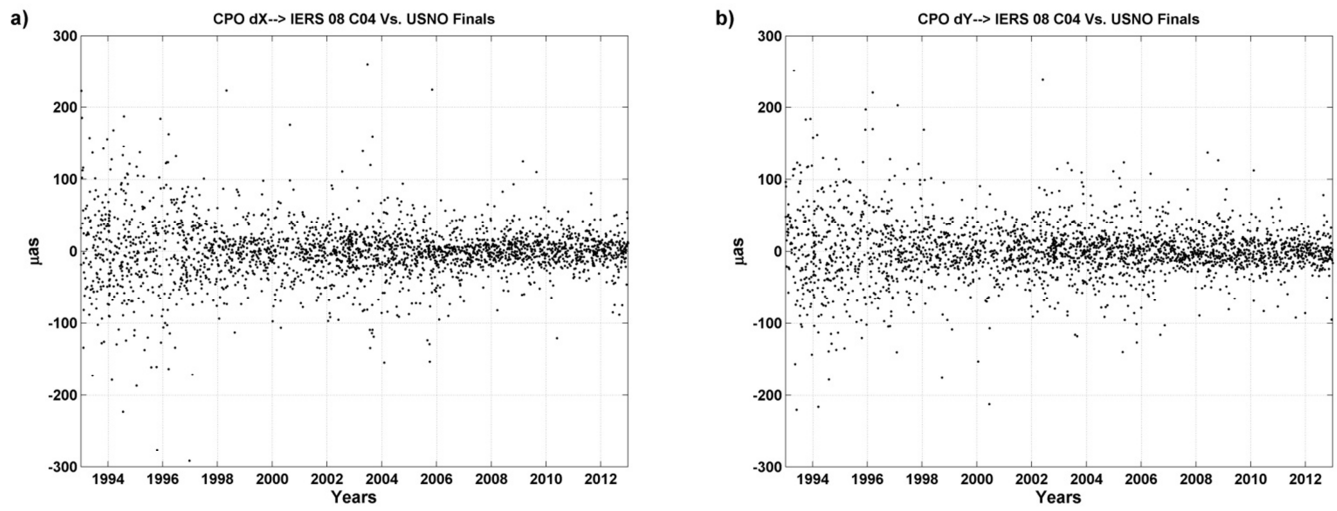 a)
CPO dX--> IERS 08 C04 Vs. USNO Finals
300
200
100
0
-100
-200
-300
µas
1994 1996 1998 2000 2002 2004 2006 2008 2010 2012
Years
b)
CPO dY--> IERS 08 C04 Vs. USNO Finals
300
200
100
0
-100
-200
-300
µas
1994 1996 1998 2000 2002 2004 2006 2008 2010 2012
Years